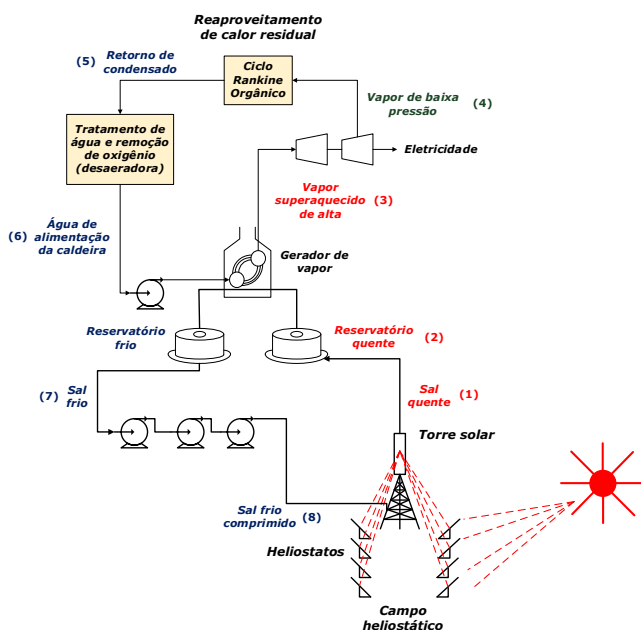 Reaproveitamento
de calor residual
(5) Retorno de
condensado
Ciclo
Rankine
Orgânico
Vapor de baixa
pressão
(4)
Tratamento de
água e remoção
de oxigênio
(desaeradora)
Eletricidade
Vapor
superaquecido
de alta
(3)
(6) Água de
alimentação
da caldeira
Gerador de
vapor
Reservatório
frio
Reservatório
quente
(2)
(7) Sal
frio
Sal
quente
(1)
Torre solar
Sal frio
comprimido (8)
Heliostatos
Campo
heliostático